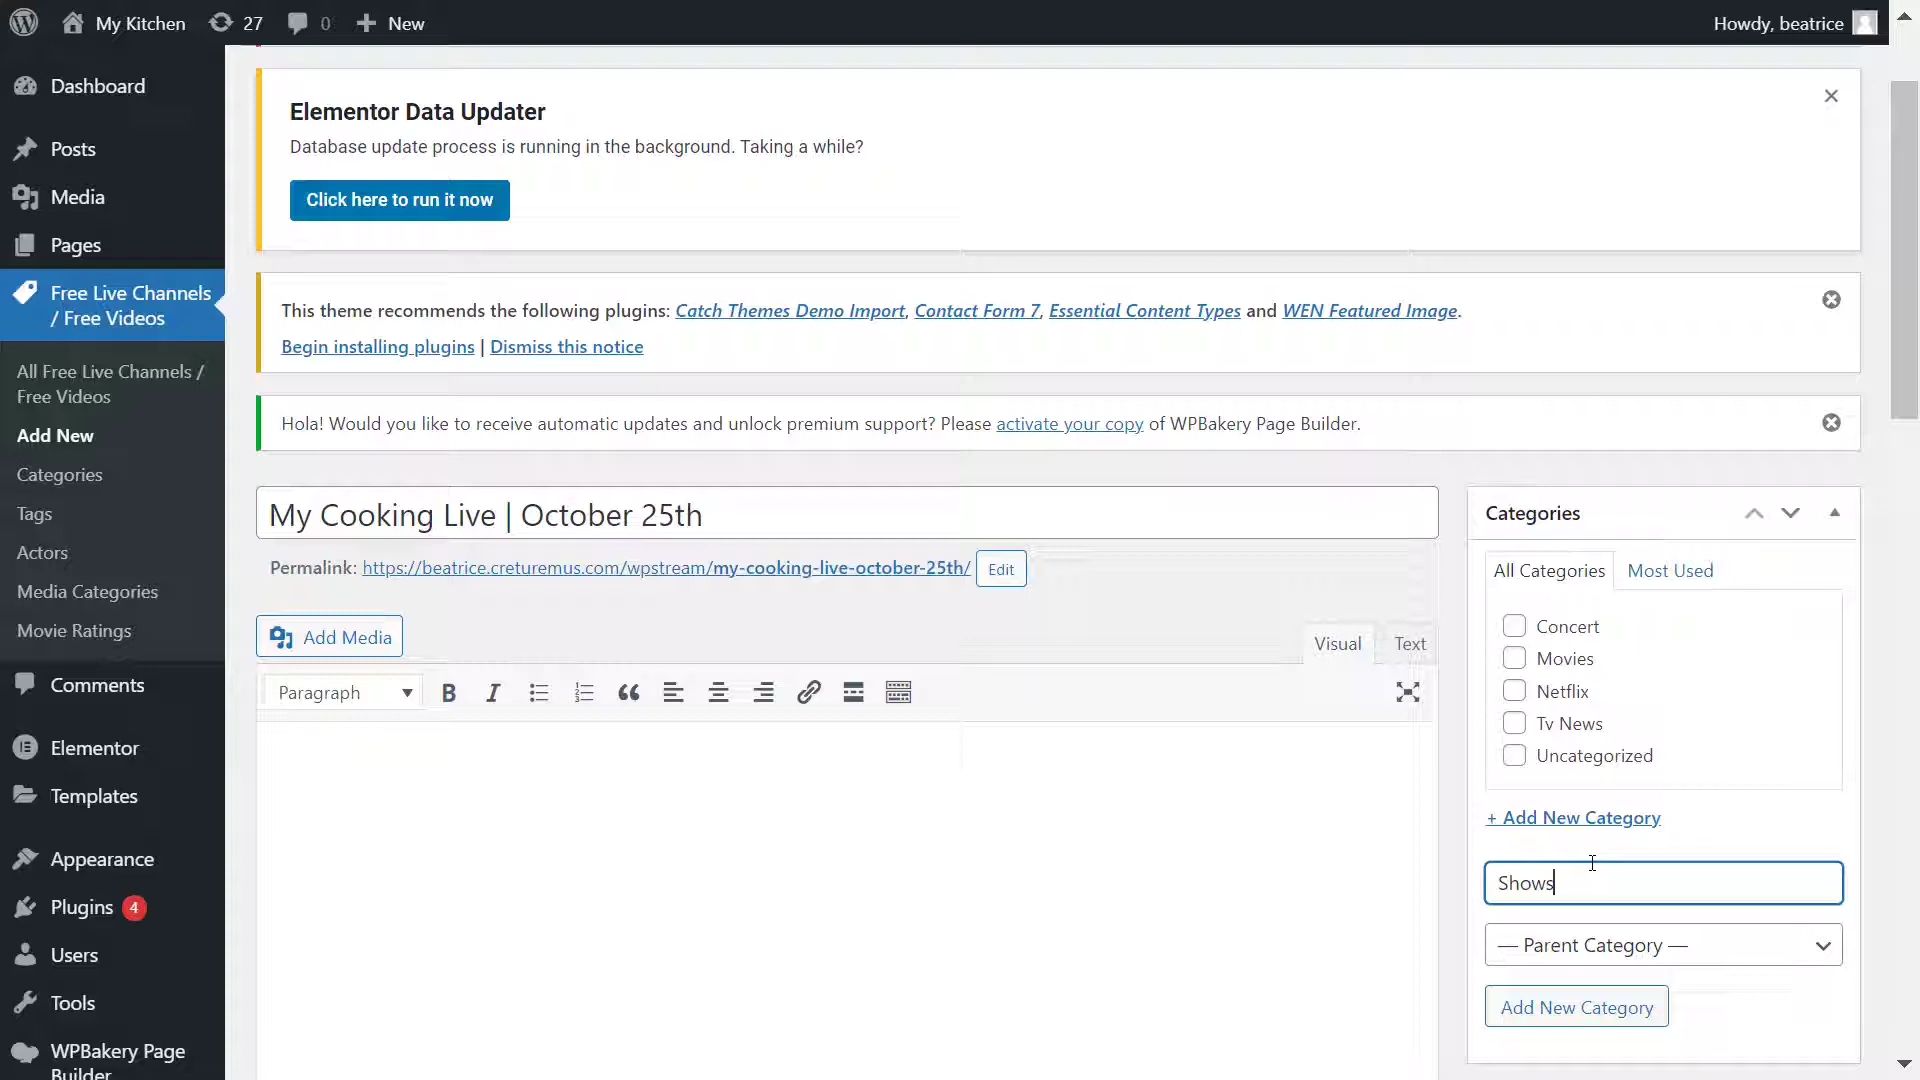 My Kitchen 27 0 New Howdy, beatrice
Dashboard
Posts
Media
Pages
Free Live Channels
/ Free Videos
All Free Live Channels /
Free Videos
Add New
Categories
Tags
Actors
Media Categories
Movie Ratings
Comments
Elementor
Templates
Appearance
Plugins 4
Users
Tools
WPBakery Page
Builder
Elementor Data Updater
Database update process is running in the background. Taking a while?
Click here to run it now
This theme recommends the following plugins: Catch Themes Demo Import, Contact Form 7, Essential Content Types and WEN Featured Image.
Begin installing plugins | Dismiss this notice
Hola! Would you like to receive automatic updates and unlock premium support? Please activate your copy of WPBakery Page Builder.
My Cooking Live | October 25th
Permalink: https://beatrice.creturemus.com/wpstream/my-cooking-live-october-25th/ Edit
Add Media
Visual Text
Paragraph B I
Categories
All Categories Most Used
Concert
Movies
Netflix
Tv News
Uncategorized
+ Add New Category
Shows
— Parent Category —
Add New Category